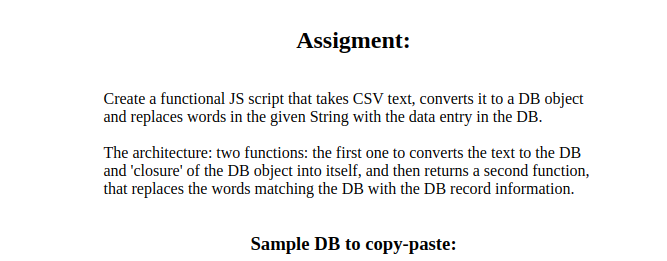 Assigment:
Create a functional JS script that takes CSV text, converts it to a DB object
and replaces words in the given String with the data entry in the DB.
The architecture: two functions: the first one to converts the text to the DB
and 'closure' of the DB object into itself, and then returns a second function,
that replaces the words matching the DB with the DB record information.
Sample DB to copy-paste: